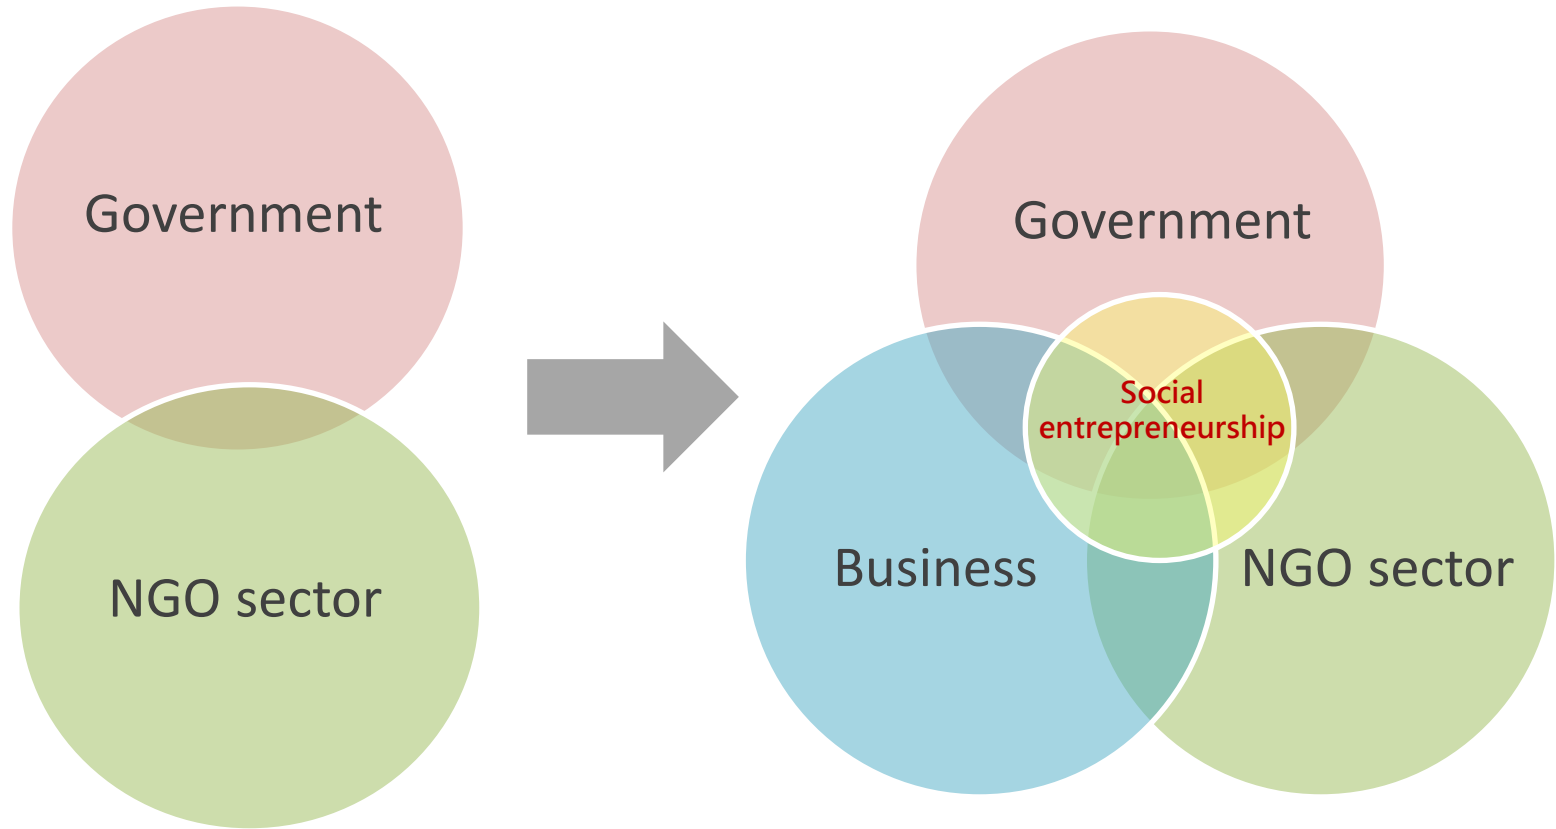 Government
NGO sector
Government
Social
entrepreneurship
Business
NGO sector